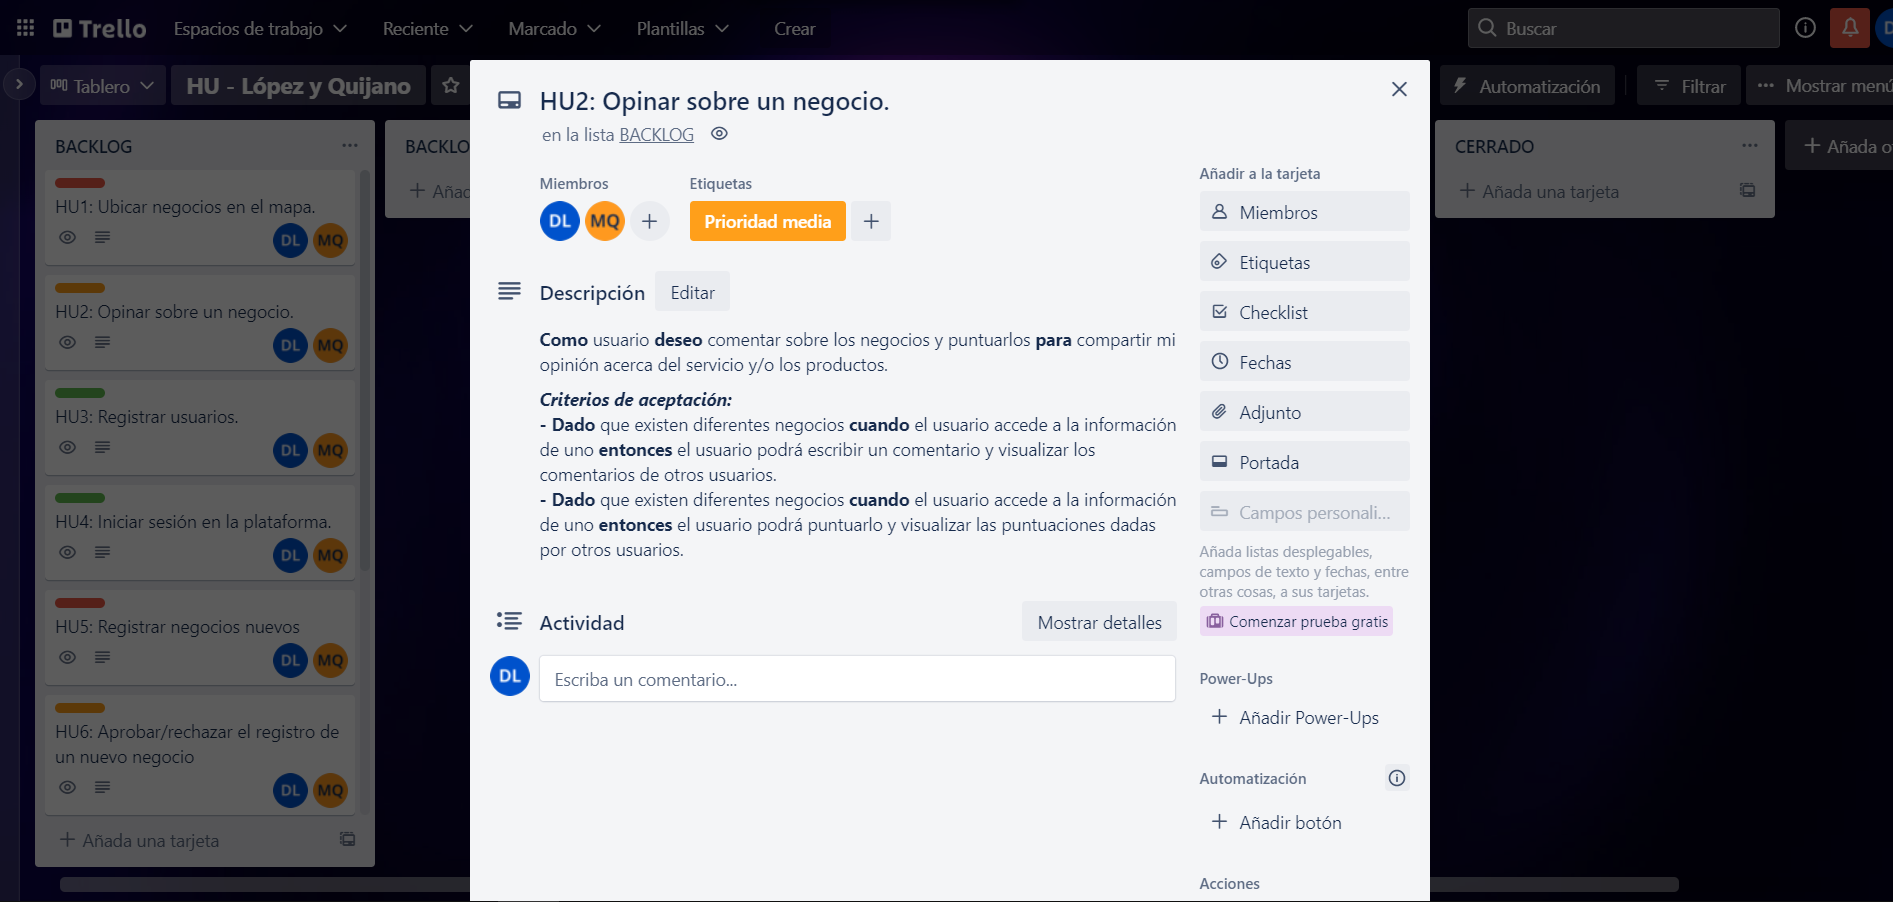 Trello
Espacios de trabajo
Reciente
Marcado
Plantillas
Crear
Buscar
Tablero
HU - López y Quijano
Automatización
Filtrar
Mostrar menú
BACKLOG
HU1: Ubicar negocios en el mapa.
DL MQ
HU2: Opinar sobre un negocio.
DL MQ
HU3: Registrar usuarios.
DL MQ
HU4: Iniciar sesión en la plataforma.
DL MQ
HU5: Registrar negocios nuevos
DL MQ
HU6: Aprobar/rechazar el registro de
un nuevo negocio
DL MQ
Añada una tarjeta
BACKLO
Añad
HU2: Opinar sobre un negocio.
en la lista BACKLOG
Miembros
DL MQ
Etiquetas
Prioridad media
Descripción
Editar
Como usuario deseo comentar sobre los negocios y puntuarlos para compartir mi
opinión acerca del servicio y/o los productos.
Criterios de aceptación:
- Dado que existen diferentes negocios cuando el usuario accede a la información
de uno entonces el usuario podrá escribir un comentario y visualizar los
comentarios de otros usuarios.
- Dado que existen diferentes negocios cuando el usuario accede a la información
de uno entonces el usuario podrá puntuarlo y visualizar las puntuaciones dadas
por otros usuarios.
Actividad
Mostrar detalles
DL
Escriba un comentario...
Añadir a la tarjeta
Miembros
Etiquetas
Checklist
Fechas
Adjunto
Portada
Campos personali...
Añada listas desplegables,
campos de texto y fechas, entre
otras cosas, a sus tarjetas.
Comenzar prueba gratis
Power-Ups
Añadir Power-Ups
Automatización
Añadir botón
Acciones
CERRADO
Añada una tarjeta
Añada o